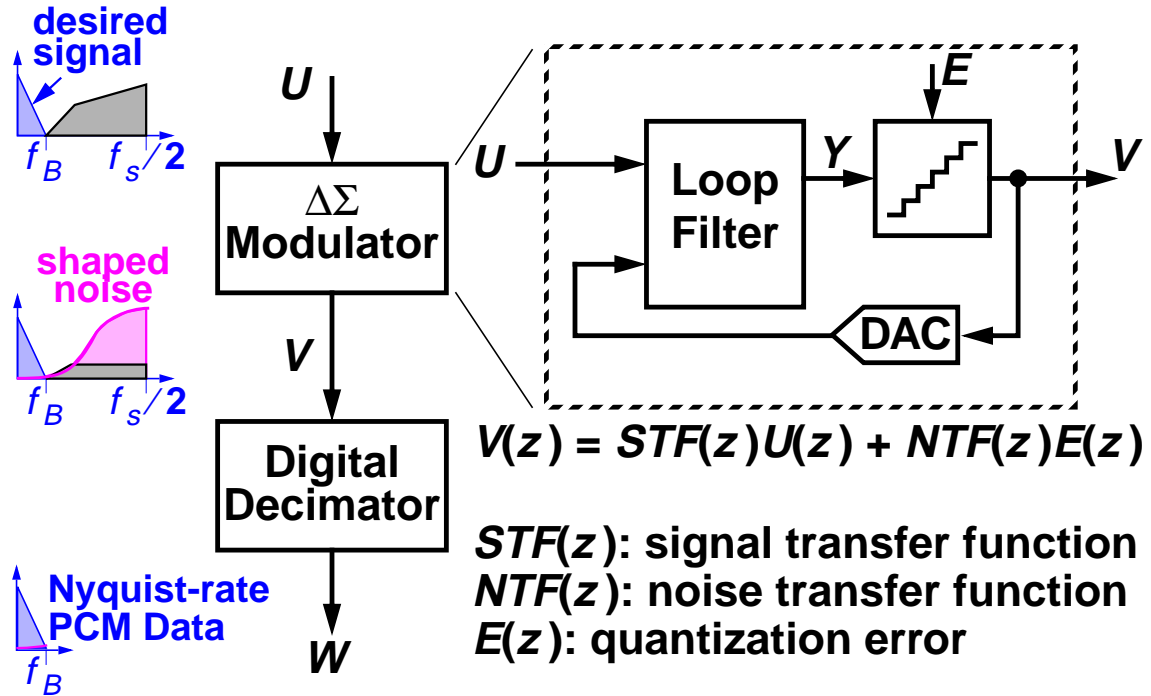 desired
signal
f_B
f_s/2
U
ΔΣ
Modulator
shaped
noise
f_B
f_s/2
V
Digital
Decimator
Nyquist-rate
PCM Data
f_B
W
E
U
Loop
Filter
Y
V
DAC
V(z) = STF(z)U(z) + NTF(z)E(z)
STF(z): signal transfer function
NTF(z): noise transfer function
E(z): quantization error